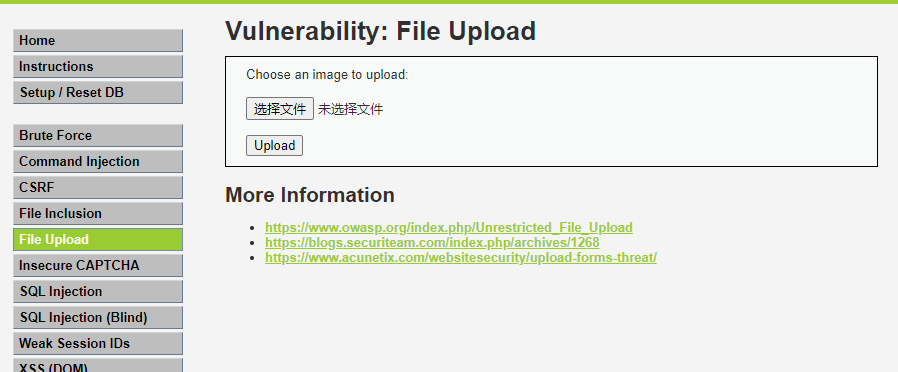 Home
Instructions
Setup / Reset DB
Brute Force
Command Injection
CSRF
File Inclusion
File Upload
Insecure CAPTCHA
SQL Injection
SQL Injection (Blind)
Weak Session IDs
XSS (DOM)
Vulnerability: File Upload
Choose an image to upload:
选择文件 未选择文件
Upload
More Information
https://www.owasp.org/index.php/Unrestricted_File_Upload
https://blogs.securiteam.com/index.php/archives/1268
https://www.acunetix.com/websitesecurity/upload-forms-threat/